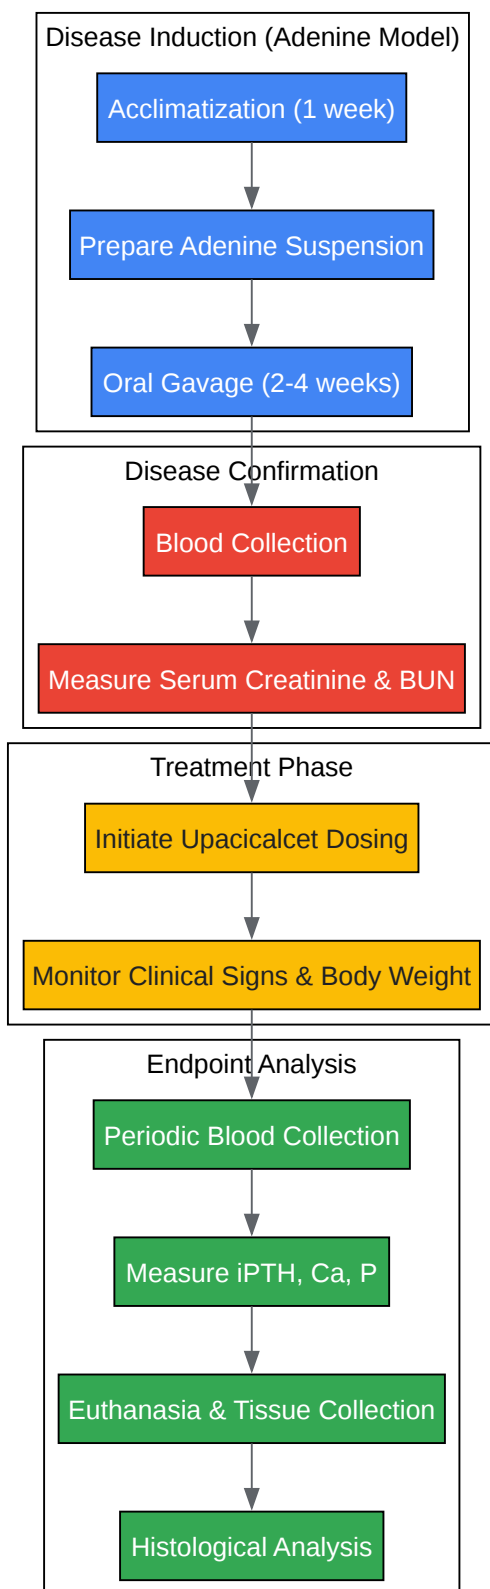 Disease Induction (Adenine Model)
Acclimatization (1 week)
Prepare Adenine Suspension
Oral Gavage (2-4 weeks)
Disease Confirmation
Blood Collection
Measure Serum Creatinine & BUN
Treatment Phase
Initiate Upacicalcet Dosing
Monitor Clinical Signs & Body Weight
Endpoint Analysis
Periodic Blood Collection
Measure iPTH, Ca, P
Euthanasia & Tissue Collection
Histological Analysis